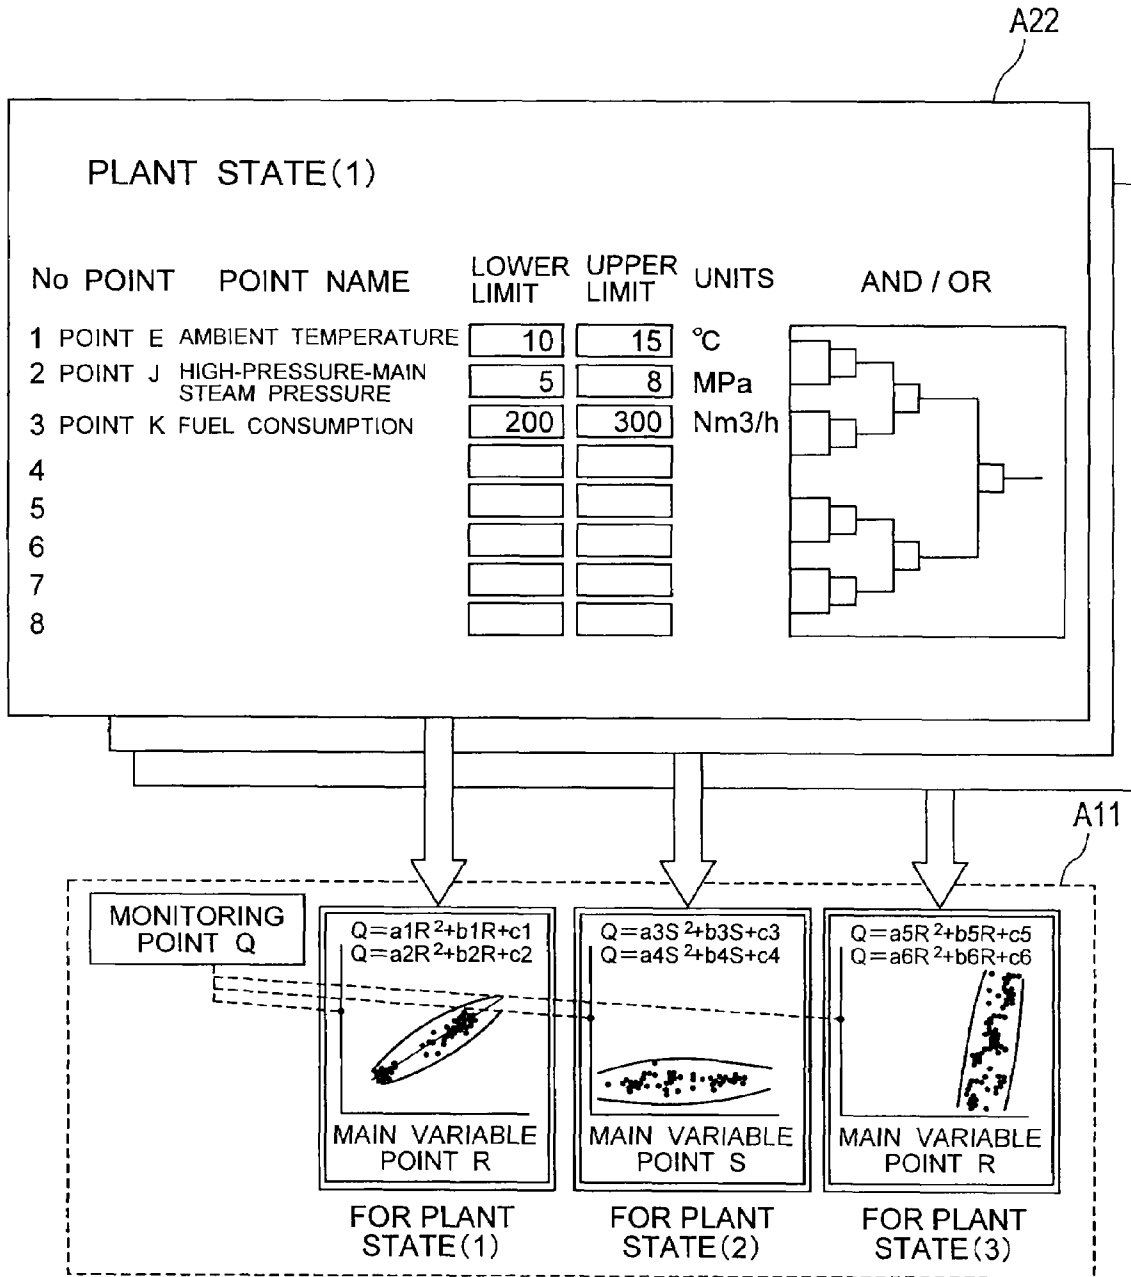 A22
PLANT STATE(1)
No POINT POINT NAME LOWER LIMIT UPPER LIMIT UNITS AND / OR
1 POINT E AMBIENT TEMPERATURE 10 15 °C
2 POINT J HIGH-PRESSURE-MAIN STEAM PRESSURE 5 8 MPa
3 POINT K FUEL CONSUMPTION 200 300 Nm3/h
4
5
6
7
8
A11
MONITORING
POINT Q
Q=a1R²+b1R+c1
Q=a2R²+b2R+c2
MAIN VARIABLE
POINT R
FOR PLANT
STATE(1)
Q=a3S²+b3S+c3
Q=a4S²+b4S+c4
MAIN VARIABLE
POINT S
FOR PLANT
STATE(2)
Q=a5R²+b5R+c5
Q=a6R²+b6R+c6
MAIN VARIABLE
POINT R
FOR PLANT
STATE(3)